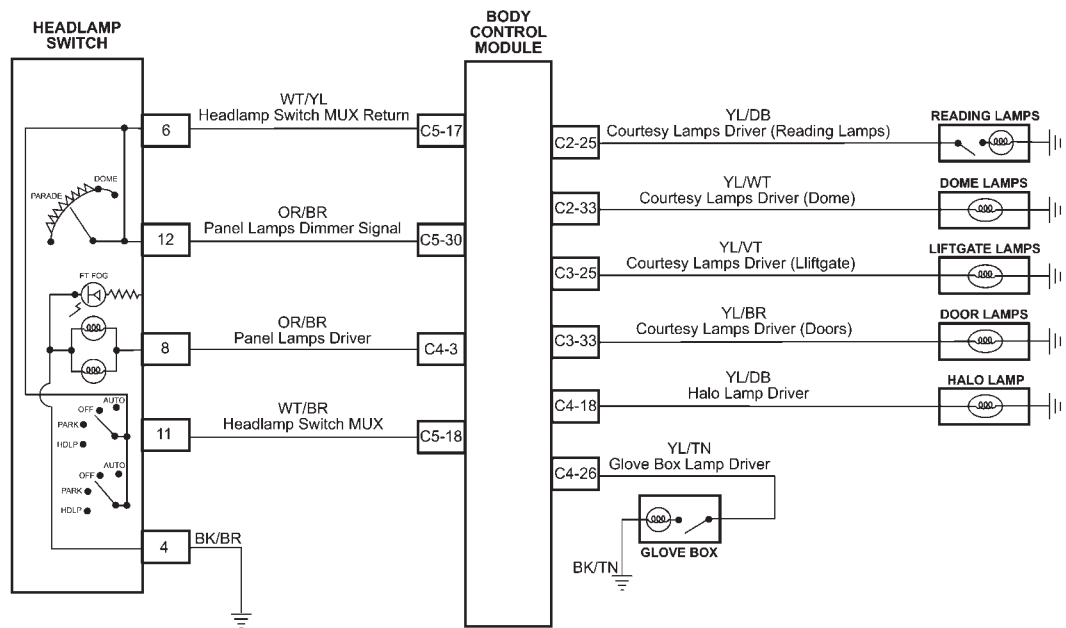 HEADLAMP
SWITCH
BODY
CONTROL
MODULE
6
WT/YL
Headlamp Switch MUX Return
C5-17
DOME
PARADE
12
OR/BR
Panel Lamps Dimmer Signal
C5-30
FT FOG
8
OR/BR
Panel Lamps Driver
C4-3
AUTO
OFF
PARK
HDLP
11
WT/BR
Headlamp Switch MUX
C5-18
AUTO
OFF
PARK
HDLP
4
BK/BR
C2-25
YL/DB
Courtesy Lamps Driver (Reading Lamps)
READING LAMPS
C2-33
YL/WT
Courtesy Lamps Driver (Dome)
DOME LAMPS
C3-25
YL/VT
Courtesy Lamps Driver (Lliftgate)
LIFTGATE LAMPS
C3-33
YL/BR
Courtesy Lamps Driver (Doors)
DOOR LAMPS
C4-18
YL/DB
Halo Lamp Driver
HALO LAMP
C4-26
YL/TN
Glove Box Lamp Driver
GLOVE BOX
BK/TN